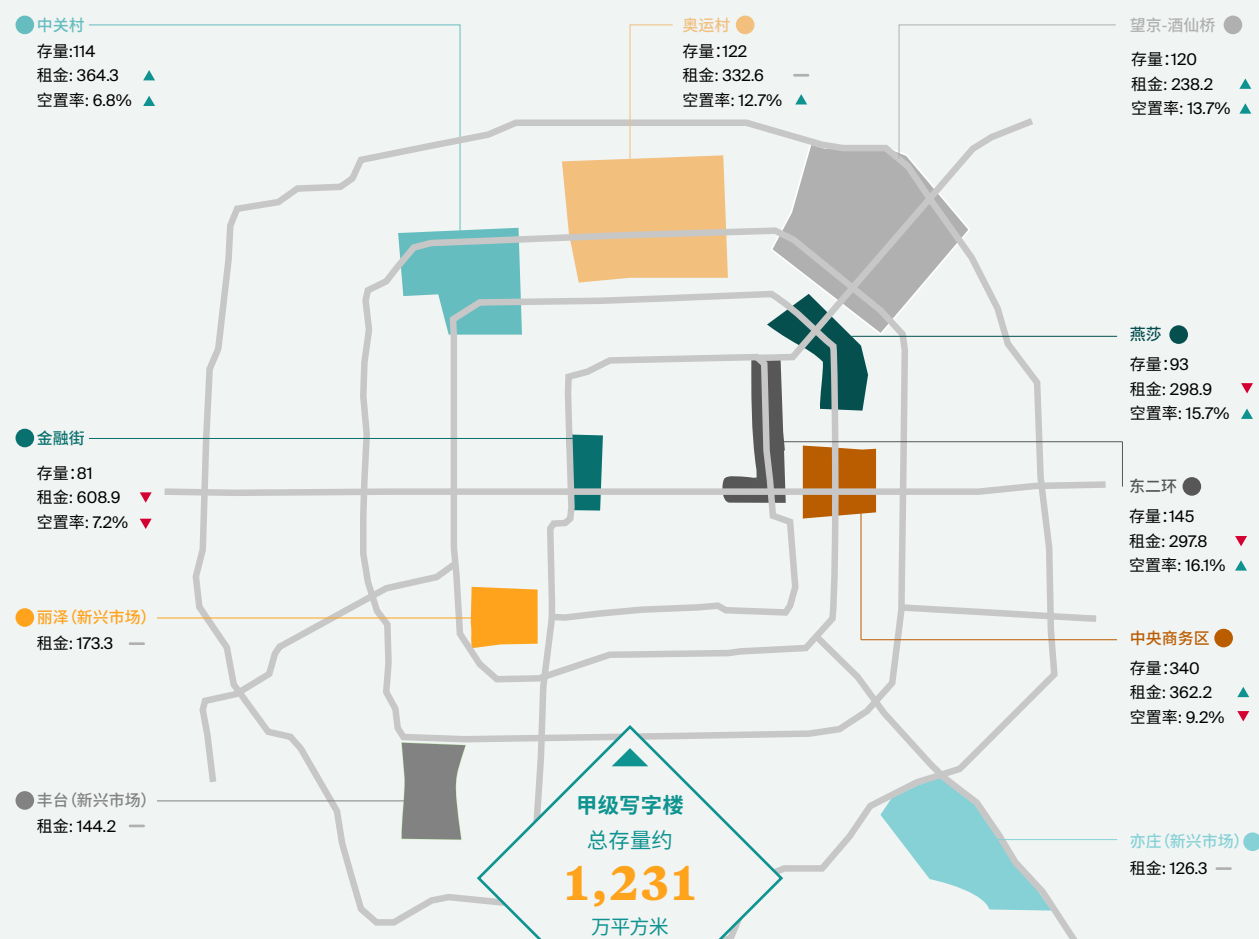 中关村
存量:114
租金: 364.3
空置率: 6.8%
奥运村
存量:122
租金: 332.6
空置率: 12.7%
望京-酒仙桥
存量:120
租金: 238.2
空置率: 13.7%
燕莎
存量:93
租金: 298.9
空置率: 15.7%
金融街
存量:81
租金: 608.9
空置率: 7.2%
东二环
存量:145
租金: 297.8
空置率: 16.1%
丽泽(新兴市场)
租金: 173.3
中央商务区
存量:340
租金: 362.2
空置率: 9.2%
丰台(新兴市场)
租金: 144.2
亦庄(新兴市场)
租金: 126.3
甲级写字楼
总存量约
1,231
万平方米